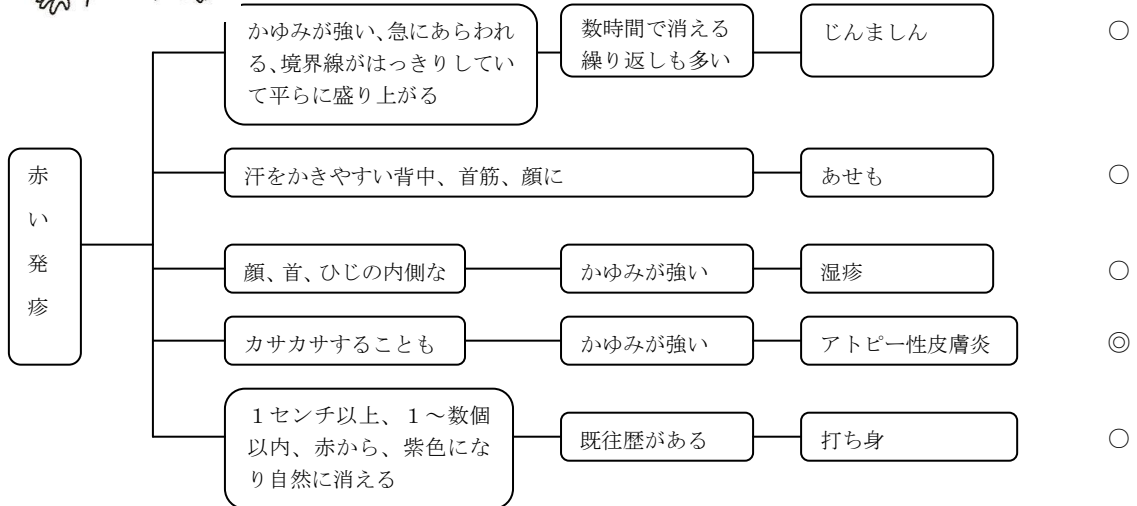 かゆみが強い、急にあらわれ
る、境界線がはっきりしてい
て平らに盛り上がる
数時間で消える
繰り返しも多い
じんましん
○
赤い発疹
汗をかきやすい背中、首筋、顔に
あせも
○
顔、首、ひじの内側な
かゆみが強い
湿疹
○
カサカサすることも
かゆみが強い
アトピー性皮膚炎
◎
１センチ以上、１～数個
以内、赤から、紫色にな
り自然に消える
既往歴がある
打ち身
○